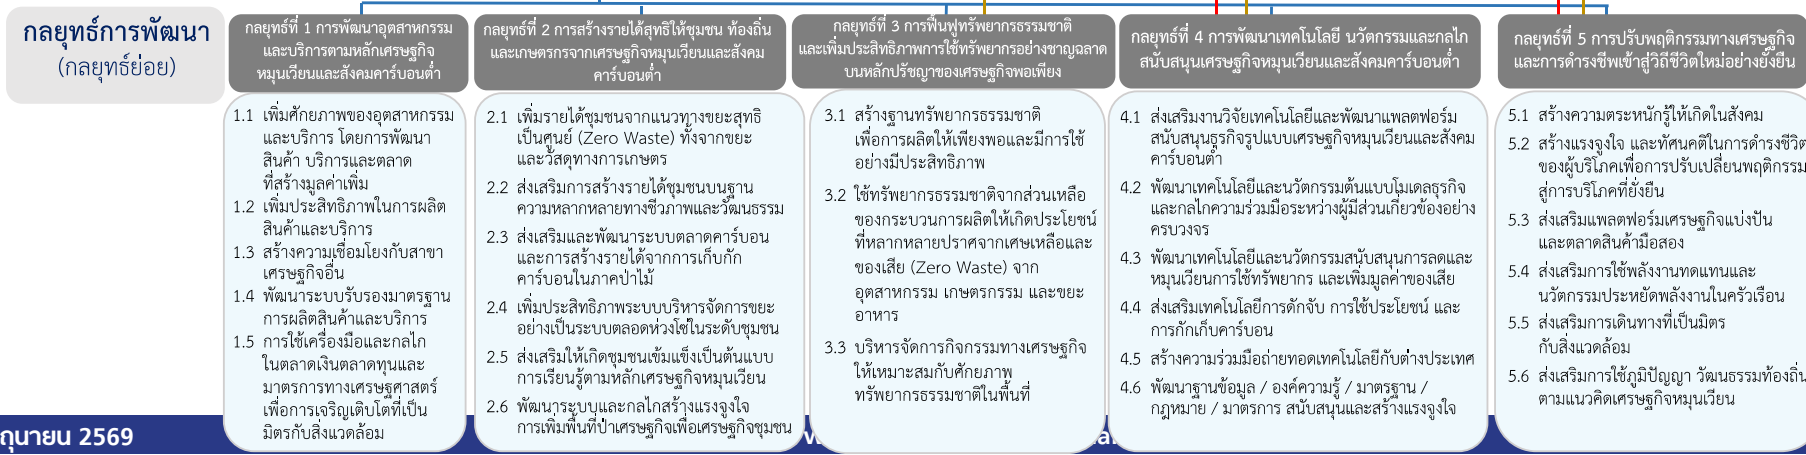 กลยุทธ์การพัฒนา
(กลยุทธ์ย่อย)
กลยุทธ์ที่ 1 การพัฒนาอุตสาหกรรม
และบริการตามหลักเศรษฐกิจ
หมุนเวียนและสังคมคาร์บอนต่ำ
1.1 เพิ่มศักยภาพของอุตสาหกรรม
และบริการ โดยการพัฒนา
สินค้า บริการและตลาด
ที่สร้างมูลค่าเพิ่ม
1.2 เพิ่มประสิทธิภาพในการผลิต
สินค้าและบริการ
1.3 สร้างความเชื่อมโยงกับสาขา
เศรษฐกิจอื่น
1.4 พัฒนาระบบรับรองมาตรฐาน
การผลิตสินค้าและบริการ
1.5 การใช้เครื่องมือและกลไก
ในตลาดเงินตลาดทุนและ
มาตรการทางเศรษฐศาสตร์
เพื่อการเจริญเติบโตที่เป็น
มิตรกับสิ่งแวดล้อม
กลยุทธ์ที่ 2 การสร้างรายได้สุทธิให้ชุมชน ท้องถิ่น
และเกษตรกรจากเศรษฐกิจหมุนเวียนและสังคม
คาร์บอนต่ำ
2.1 เพิ่มรายได้ชุมชนจากแนวทางขยะสุทธิ
เป็นศูนย์ (Zero Waste) ทั้งจากขยะ
และวัสดุทางการเกษตร
2.2 ส่งเสริมการสร้างรายได้ชุมชนบนฐาน
ความหลากหลายทางชีวภาพและวัฒนธรรม
2.3 ส่งเสริมและพัฒนาระบบตลาดคาร์บอน
และการสร้างรายได้จากการเก็บกัก
คาร์บอนในภาคป่าไม้
2.4 เพิ่มประสิทธิภาพระบบบริหารจัดการขยะ
อย่างเป็นระบบตลอดห่วงโซ่ในระดับชุมชน
2.5 ส่งเสริมให้เกิดชุมชนเข้มแข็งเป็นต้นแบบ
การเรียนรู้ตามหลักเศรษฐกิจหมุนเวียน
2.6 พัฒนาระบบและกลไกสร้างแรงจูงใจ
การเพิ่มพื้นที่ป่าเศรษฐกิจเพื่อเศรษฐกิจชุมชน
กลยุทธ์ที่ 3 การฟื้นฟูทรัพยากรธรรมชาติ
และเพิ่มประสิทธิภาพการใช้ทรัพยากรอย่างชาญฉลาด
บนหลักปรัชญาของเศรษฐกิจพอเพียง
3.1 สร้างฐานทรัพยากรธรรมชาติ
เพื่อการผลิตให้เพียงพอและมีการใช้
อย่างมีประสิทธิภาพ
3.2 ใช้ทรัพยากรธรรมชาติจากส่วนเหลือ
ของกระบวนการผลิตให้เกิดประโยชน์
ที่หลากหลายปราศจากเศษเหลือและ
ของเสีย (Zero Waste) จาก
อุตสาหกรรม เกษตรกรรม และขยะ
อาหาร
3.3 บริหารจัดการกิจกรรมทางเศรษฐกิจ
ให้เหมาะสมกับศักยภาพ
ทรัพยากรธรรมชาติในพื้นที่
กลยุทธ์ที่ 4 การพัฒนาเทคโนโลยี นวัตกรรมและกลไก
สนับสนุนเศรษฐกิจหมุนเวียนและสังคมคาร์บอนต่ำ
4.1 ส่งเสริมงานวิจัยเทคโนโลยีและพัฒนาแพลตฟอร์ม
สนับสนุนธุรกิจรูปแบบเศรษฐกิจหมุนเวียนและสังคม
คาร์บอนต่ำ
4.2 พัฒนาเทคโนโลยีและนวัตกรรมต้นแบบโมเดลธุรกิจ
และกลไกความร่วมมือระหว่างผู้มีส่วนเกี่ยวข้องอย่าง
ครบวงจร
4.3 พัฒนาเทคโนโลยีและนวัตกรรมสนับสนุนการลดและ
หมุนเวียนการใช้ทรัพยากร และเพิ่มมูลค่าของเสีย
4.4 ส่งเสริมเทคโนโลยีการดักจับ การใช้ประโยชน์ และ
การกักเก็บคาร์บอน
4.5 สร้างความร่วมมือถ่ายทอดเทคโนโลยีกับต่างประเทศ
4.6 พัฒนาฐานข้อมูล / องค์ความรู้ / มาตรฐาน /
กฎหมาย / มาตรการ สนับสนุนและสร้างแรงจูงใจ
กลยุทธ์ที่ 5 การปรับพฤติกรรมทางเศรษฐกิจ
และการดำรงชีพเข้าสู่วิถีชีวิตใหม่อย่างยั่งยืน
5.1 สร้างความตระหนักรู้ให้เกิดในสังคม
5.2 สร้างแรงจูงใจ และทัศนคติในการดำรงชีวิต
ของผู้บริโภคเพื่อการปรับเปลี่ยนพฤติกรรม
สู่การบริโภคที่ยั่งยืน
5.3 ส่งเสริมแพลตฟอร์มเศรษฐกิจแบ่งปัน
และตลาดสินค้ามือสอง
5.4 ส่งเสริมการใช้พลังงานทดแทนและ
นวัตกรรมประหยัดพลังงานในครัวเรือน
5.5 ส่งเสริมการเดินทางที่เป็นมิตร
กับสิ่งแวดล้อม
5.6 ส่งเสริมการใช้ภูมิปัญญา วัฒนธรรมท้องถิ่น
ตามแนวคิดเศรษฐกิจหมุนเวียน
ถุนายน 2569